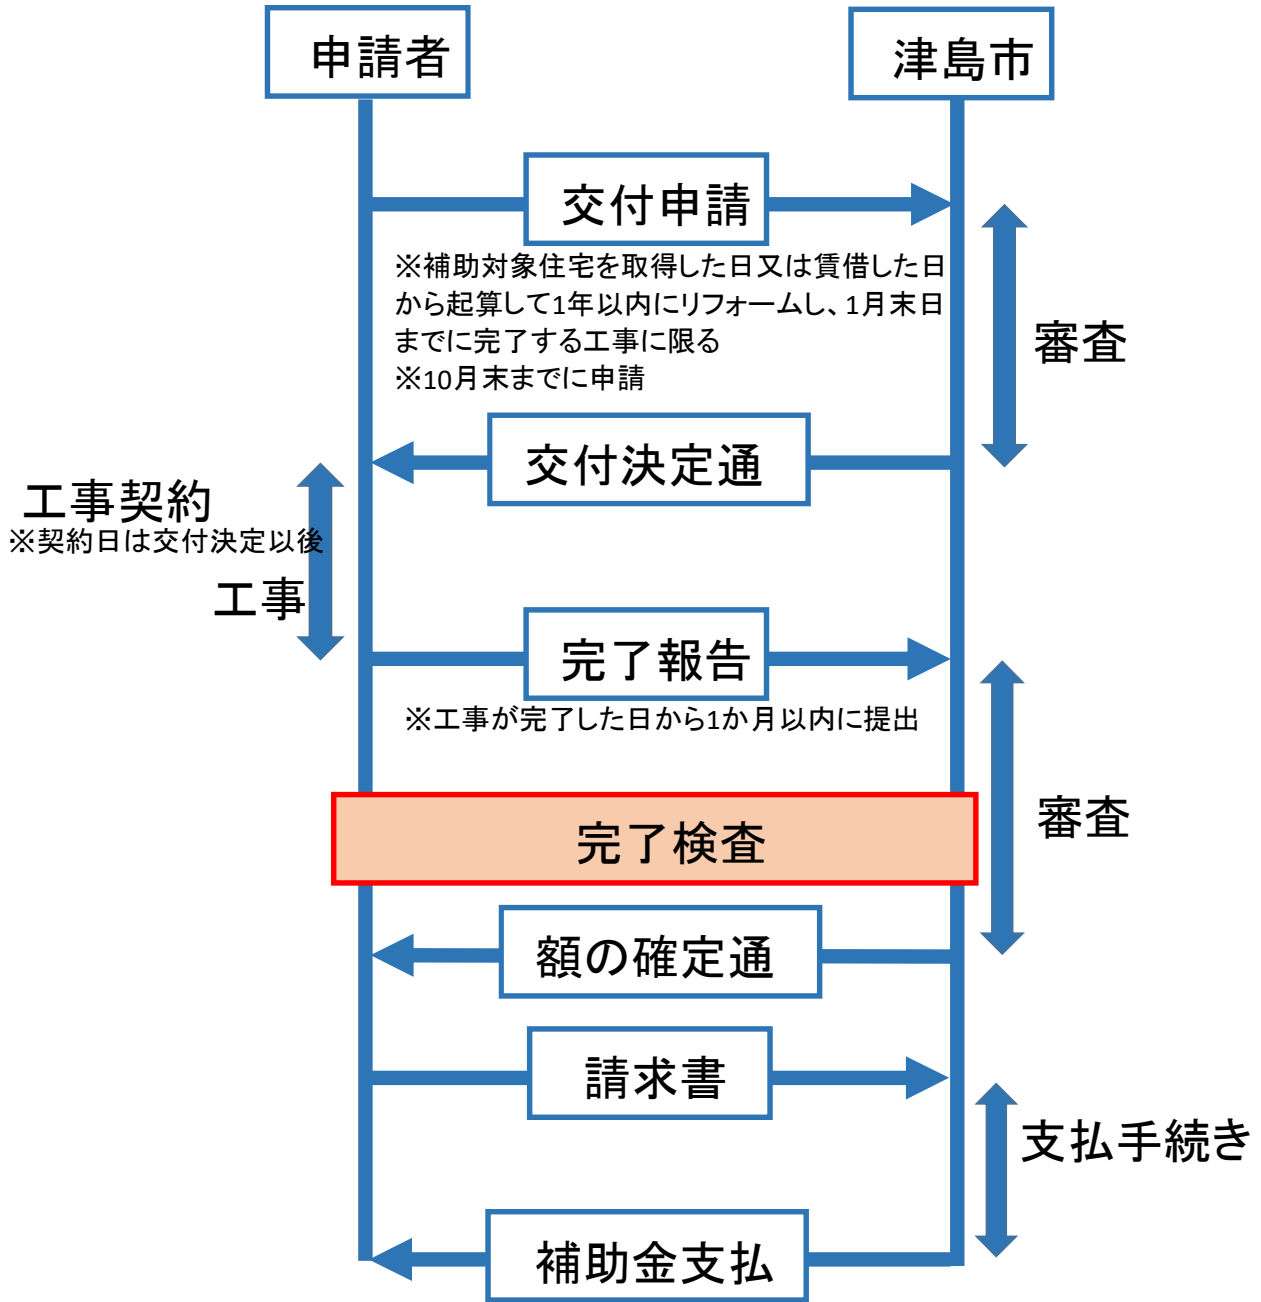 申請者
津島市
交付申請
※補助対象住宅を取得した日又は賃借した日
から起算して1年以内にリフォームし、1月末日
までに完了する工事に限る
※10月末までに申請
審査
交付決定通
工事契約
※契約日は交付決定以後
工事
完了報告
※工事が完了した日から1か月以内に提出
完了検査
審査
額の確定通
請求書
支払手続き
補助金支払